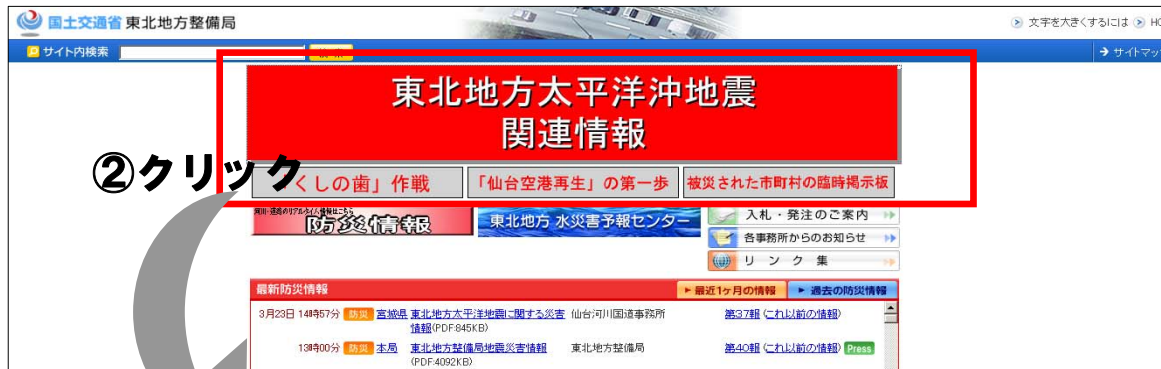 国土交通省 東北地方整備局
文字を大きくするには
サイト内検索
サイトマッ
東北地方太平洋沖地震
関連情報
②クリック
くしの歯」作戦 「仙台空港再生」の第一歩 被災された市町村の臨時掲示板
防災情報 東北地方 水災害予報センター 入札・発注のご案内
各事務所からのお知らせ
リンク集
最新防災情報 最近1ヶ月の情報 過去の防災情報
3月23日 14時57分 防災 宮城県 東北地方太平洋地震に関する災害 仙台河川国道事務所 第37報 (これ以前の情報)
情報(PDF:845KB)
13時00分 防災 本局 東北地方整備局地震災害情報 東北地方整備局 第40報 (これ以前の情報) Press
(PDF:4092KB)